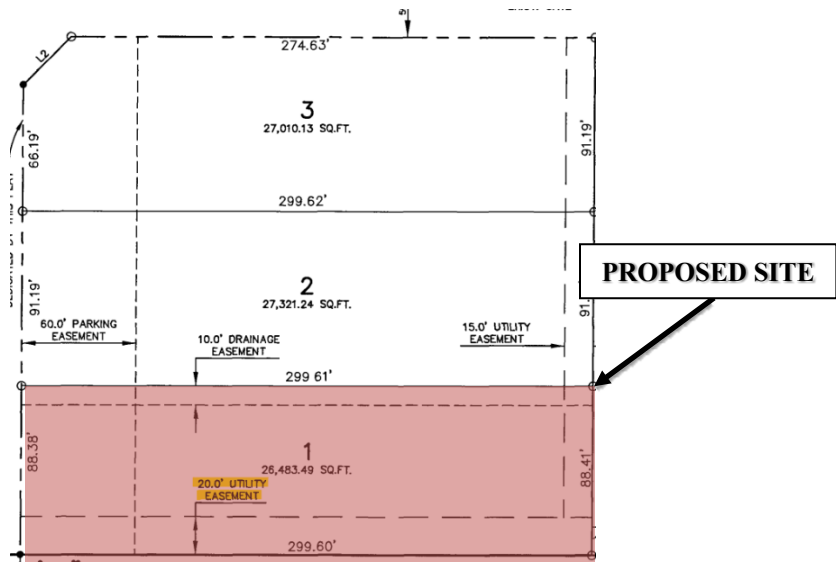 L2
274.63'
3
27,010.13 SQ.FT.
66.19'
91.19'
299.62'
2
27,321.24 SQ.FT.
91.19'
PROPOSED SITE
60.0' PARKING
EASEMENT
10.0' DRAINAGE
EASEMENT
15.0' UTILITY
EASEMENT
299 61'
88.38'
1
26,483.49 SQ.FT.
88.41'
20.0' UTILITY
EASEMENT
299.60'